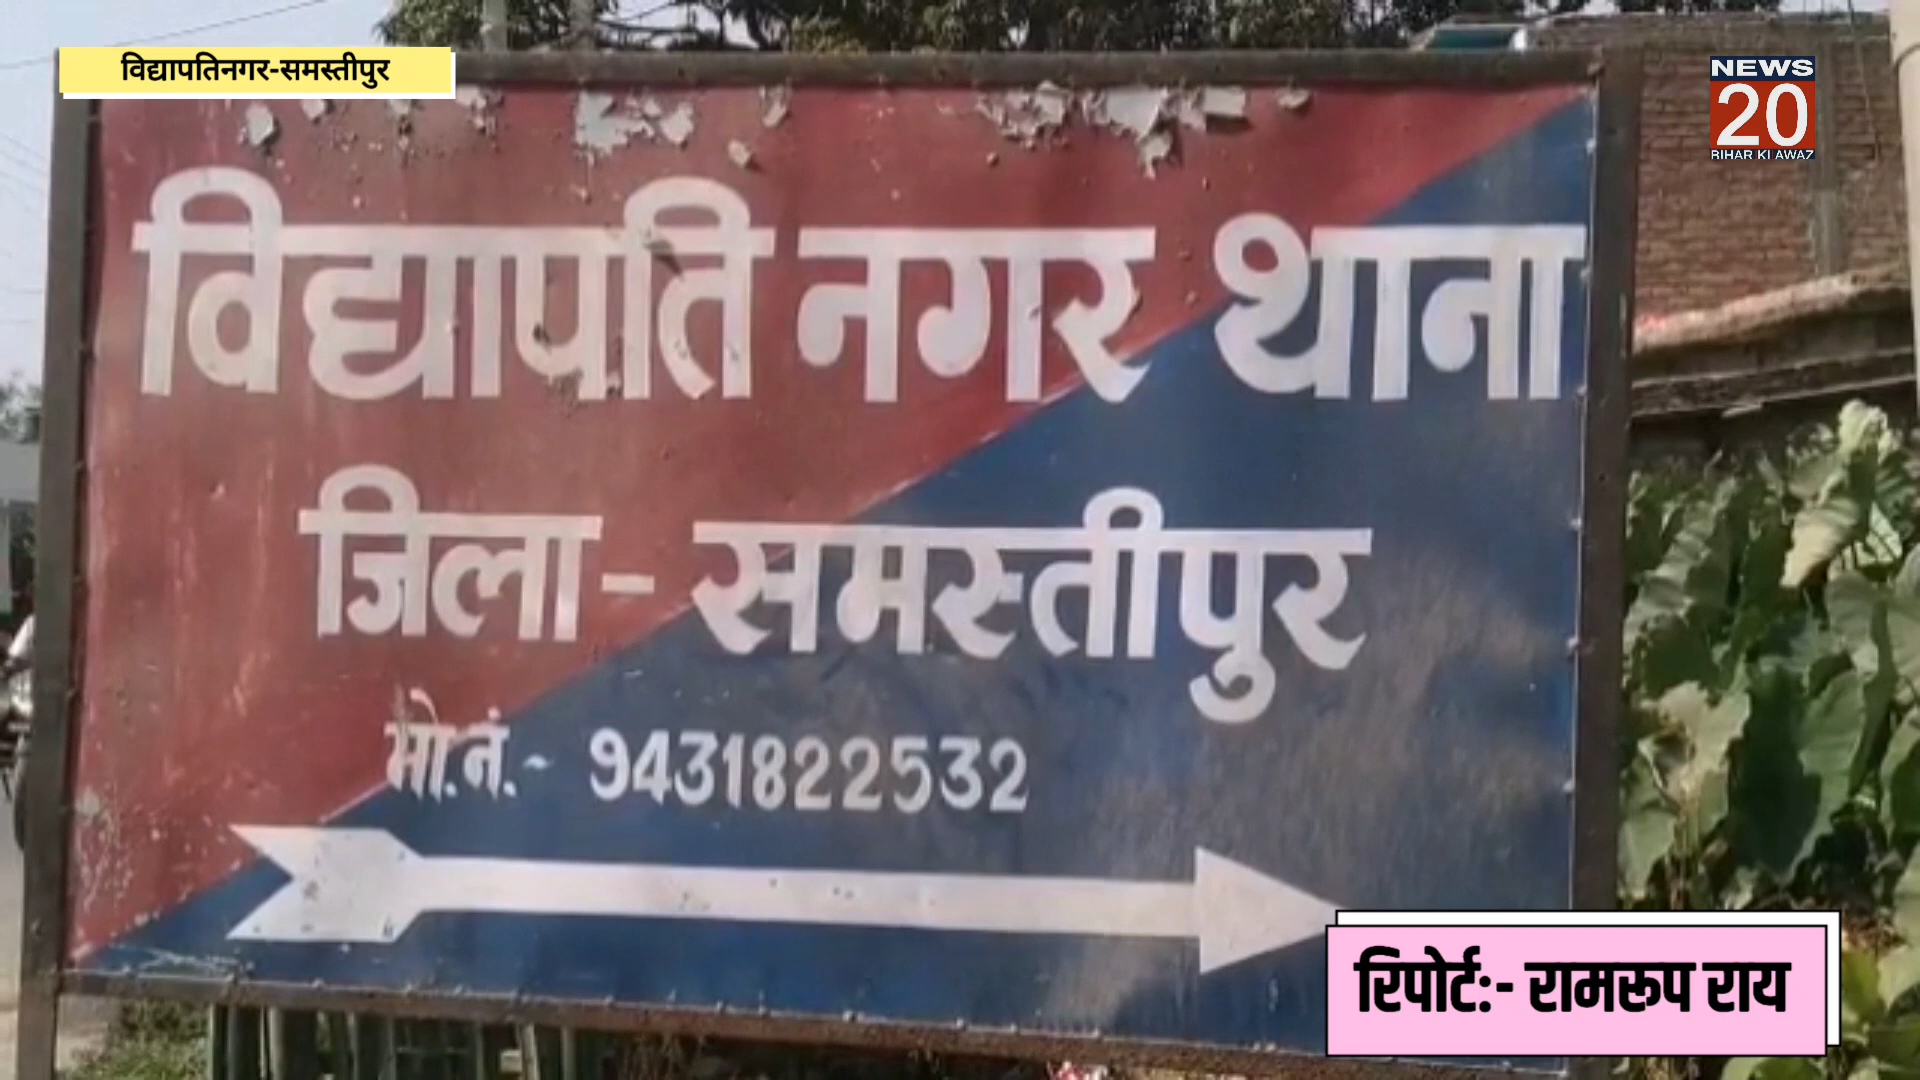 विद्यापतिनगर-समस्तीपुर
NEWS
20
BIHAR KI AWAZ
विद्यापति नगर थाना
जिला - समस्तीपुर
मो.नं.- 9431822532
रिपोर्ट:- रामरूप राय